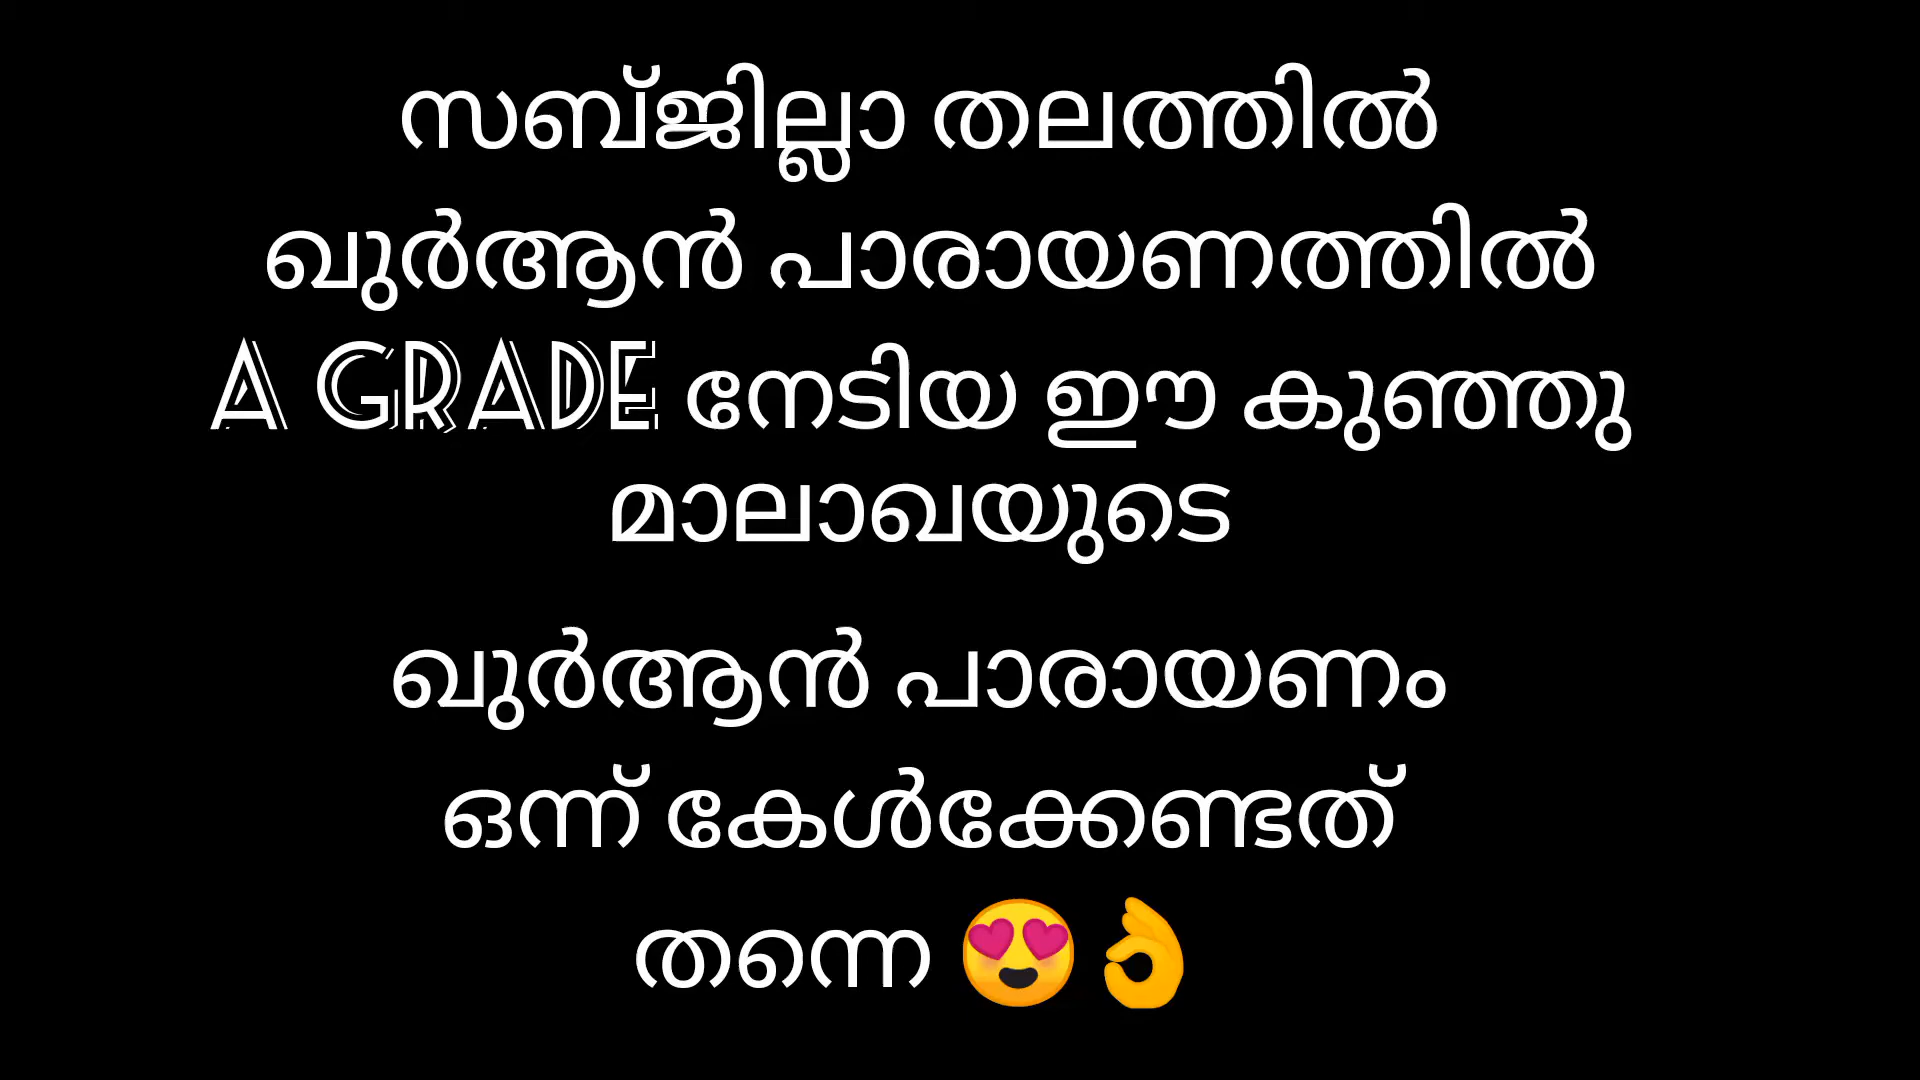 സബ്ജില്ലാ തലത്തിൽ
ഖുർആൻ പാരായണത്തിൽ
A GRADE നേടിയ ഈ കുഞ്ഞു
മാലാഖയുടെ
ഖുർആൻ പാരായണം
ഒന്ന് കേൾക്കേണ്ടത്
തന്നെ 😍👌